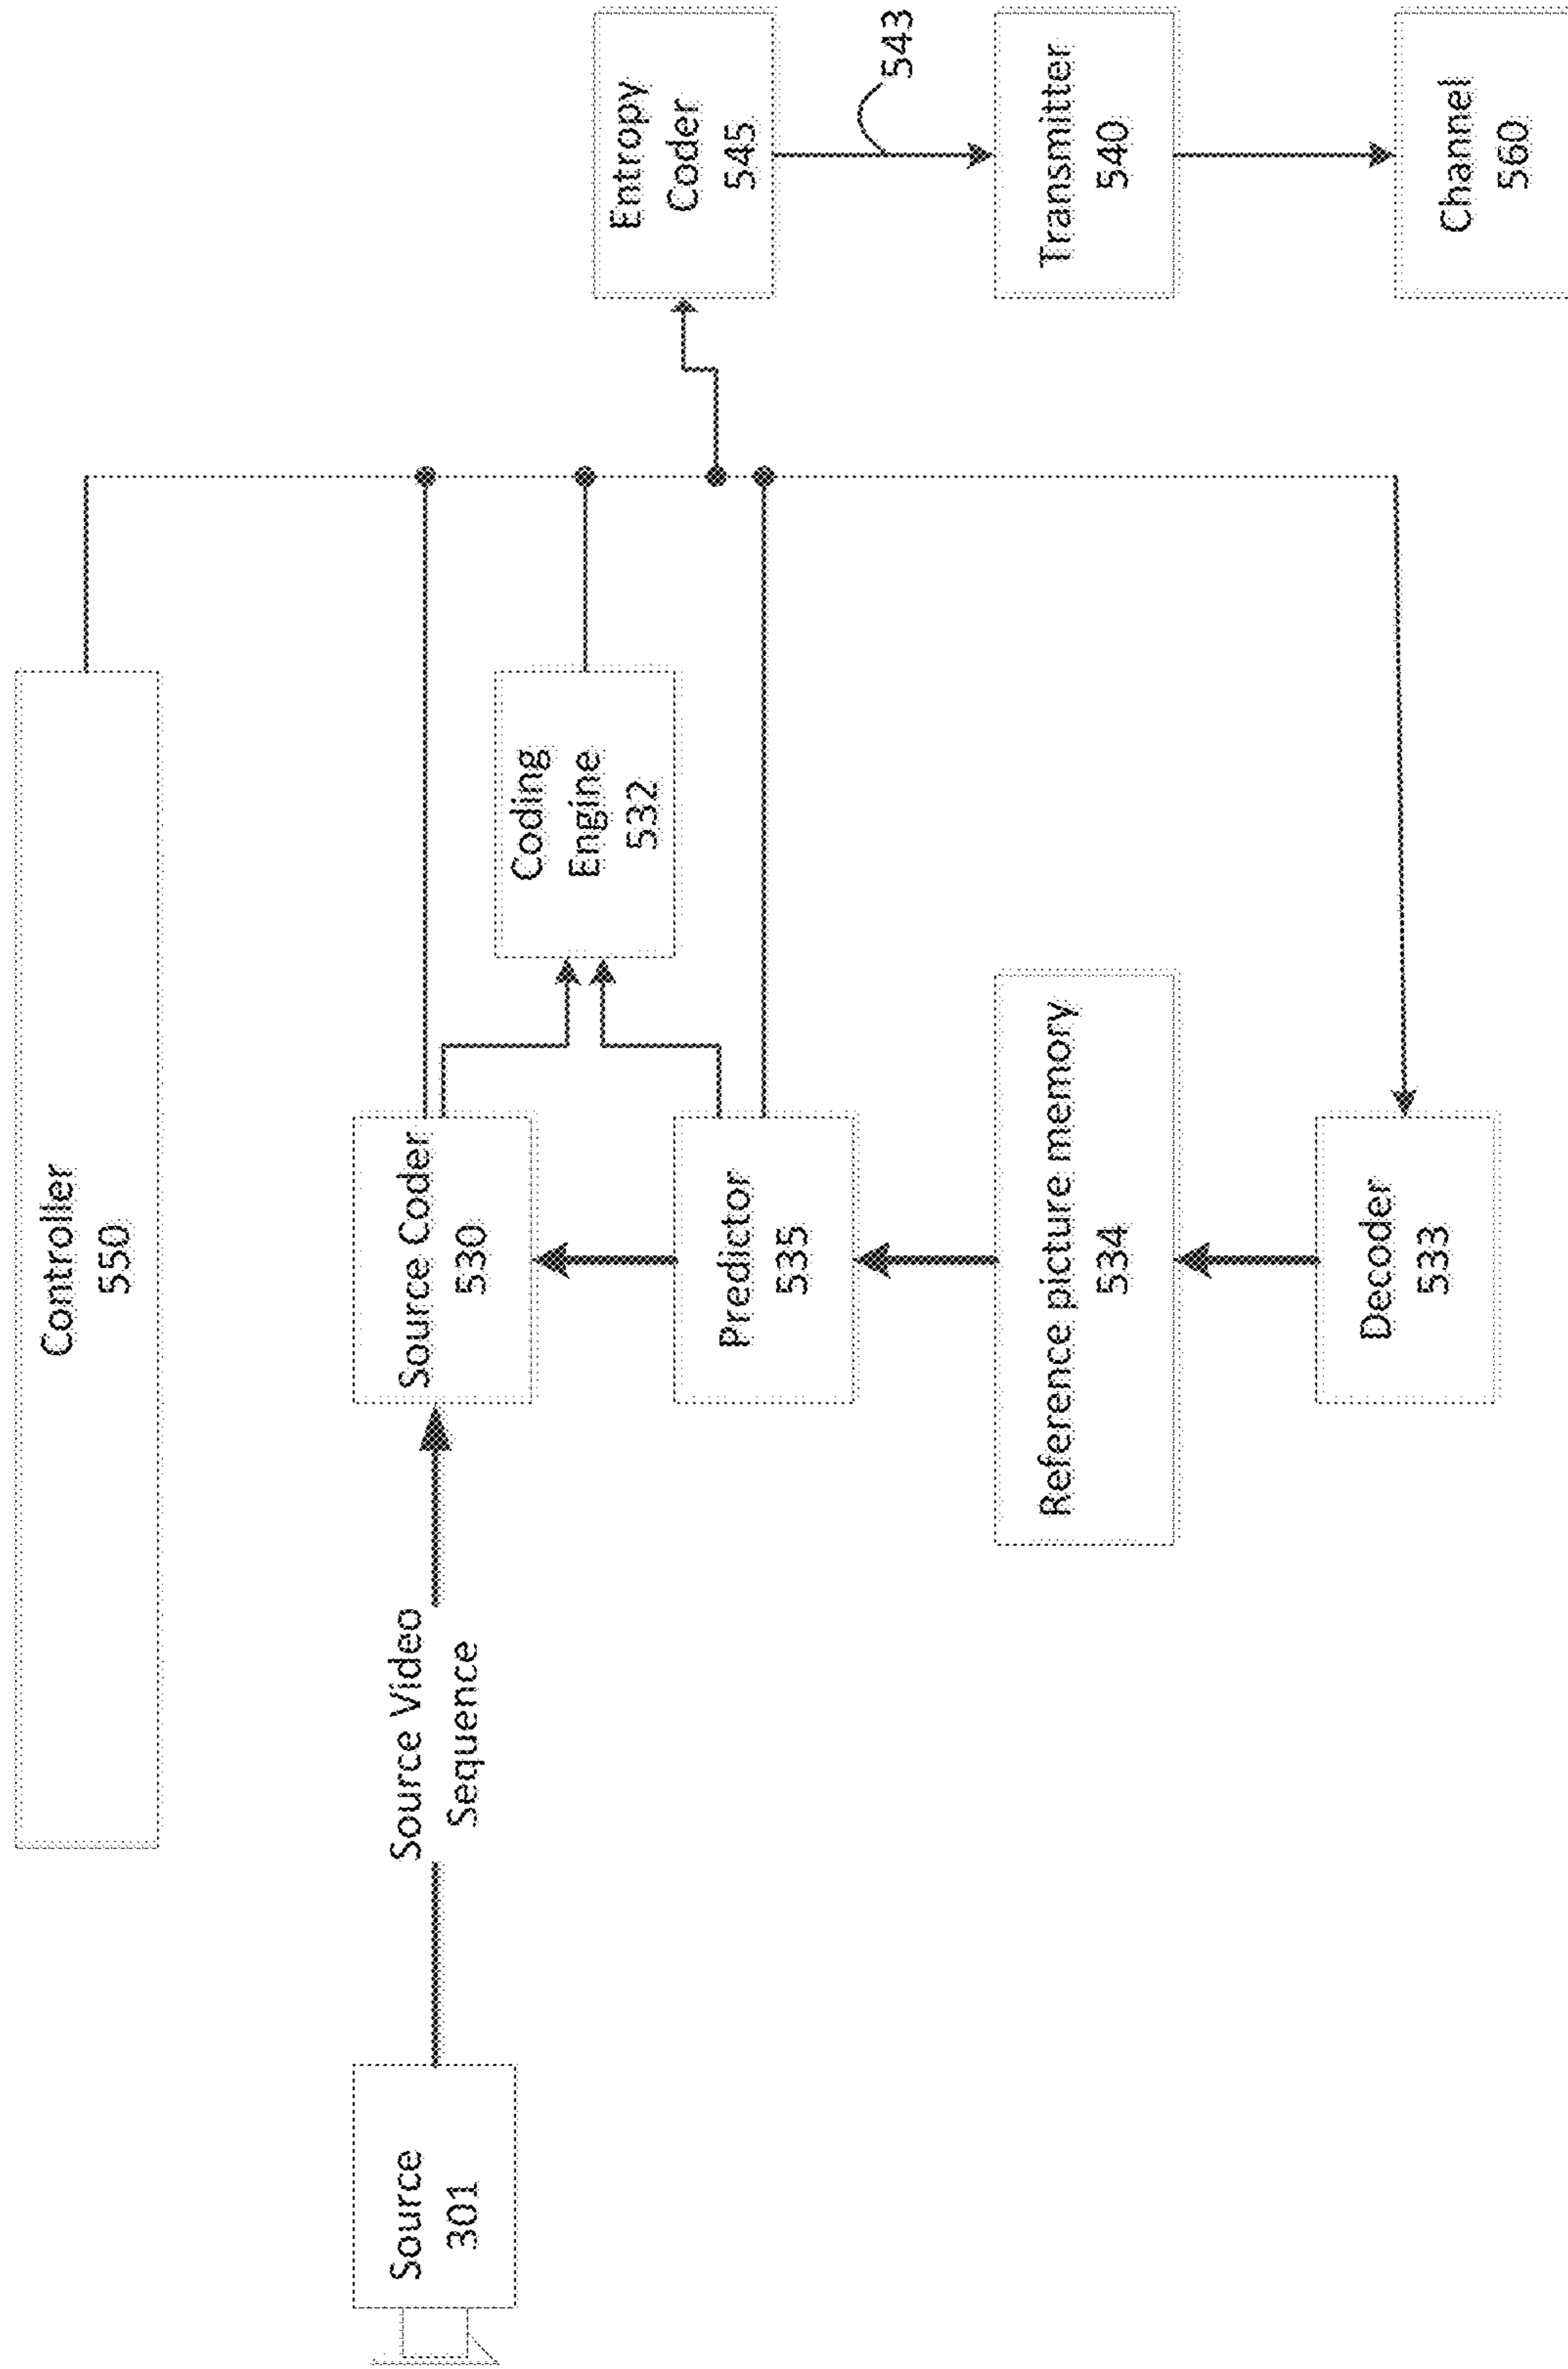 Controller
550
Source
301
Source Video
Sequence
Source Coder
530
Coding
Engine
532
Predictor
535
Reference picture memory
534
Decoder
533
Entropy
Coder
545
543
Transmitter
540
Channel
560